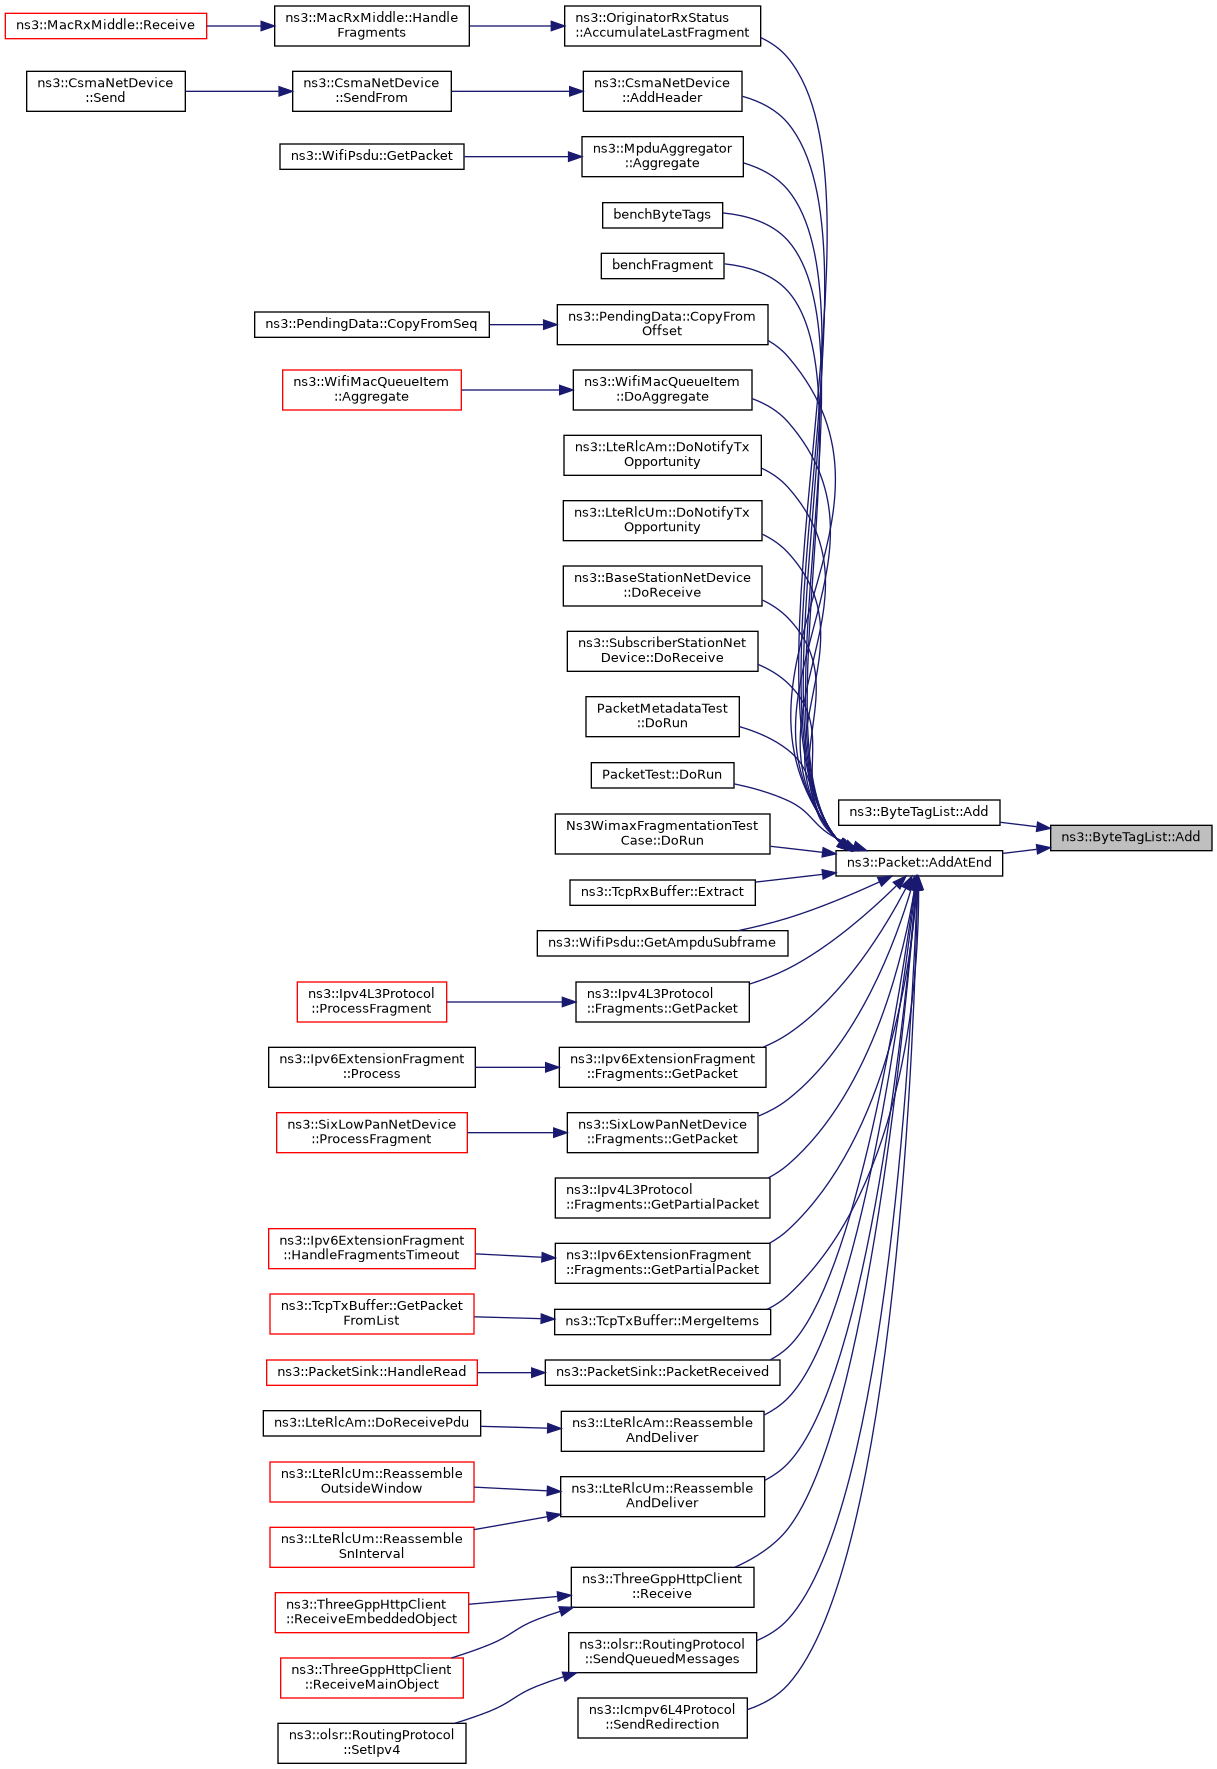 ns3::MacRxMiddle::Receive
ns3::MacRxMiddle::Handle
Fragments
ns3::OriginatorRxStatus
::AccumulateLastFragment
ns3::CsmaNetDevice
::Send
ns3::CsmaNetDevice
::SendFrom
ns3::CsmaNetDevice
::AddHeader
ns3::WifiPsdu::GetPacket
ns3::MpduAggregator
::Aggregate
benchByteTags
benchFragment
ns3::PendingData::CopyFromSeq
ns3::PendingData::CopyFrom
Offset
ns3::WifiMacQueueItem
::Aggregate
ns3::WifiMacQueueItem
::DoAggregate
ns3::LteRlcAm::DoNotifyTx
Opportunity
ns3::LteRlcUm::DoNotifyTx
Opportunity
ns3::BaseStationNetDevice
::DoReceive
ns3::SubscriberStationNet
Device::DoReceive
PacketMetadataTest
::DoRun
PacketTest::DoRun
ns3::ByteTagList::Add
ns3::ByteTagList::Add
Ns3WimaxFragmentationTest
Case::DoRun
ns3::Packet::AddAtEnd
ns3::TcpRxBuffer::Extract
ns3::WifiPsdu::GetAmpduSubframe
ns3::Ipv4L3Protocol
::ProcessFragment
ns3::Ipv4L3Protocol
::Fragments::GetPacket
ns3::Ipv6ExtensionFragment
::Process
ns3::Ipv6ExtensionFragment
::Fragments::GetPacket
ns3::SixLowPanNetDevice
::ProcessFragment
ns3::SixLowPanNetDevice
::Fragments::GetPacket
ns3::Ipv4L3Protocol
::Fragments::GetPartialPacket
ns3::Ipv6ExtensionFragment
::HandleFragmentsTimeout
ns3::Ipv6ExtensionFragment
::Fragments::GetPartialPacket
ns3::TcpTxBuffer::GetPacket
FromList
ns3::TcpTxBuffer::MergeItems
ns3::PacketSink::HandleRead
ns3::PacketSink::PacketReceived
ns3::LteRlcAm::DoReceivePdu
ns3::LteRlcAm::Reassemble
AndDeliver
ns3::LteRlcUm::Reassemble
OutsideWindow
ns3::LteRlcUm::Reassemble
AndDeliver
ns3::LteRlcUm::Reassemble
SnInterval
ns3::ThreeGppHttpClient
::Receive
ns3::ThreeGppHttpClient
::ReceiveEmbeddedObject
ns3::ThreeGppHttpClient
::ReceiveMainObject
ns3::olsr::RoutingProtocol
::SendQueuedMessages
ns3::Icmpv6L4Protocol
::SendRedirection
ns3::olsr::RoutingProtocol
::SetIpv4